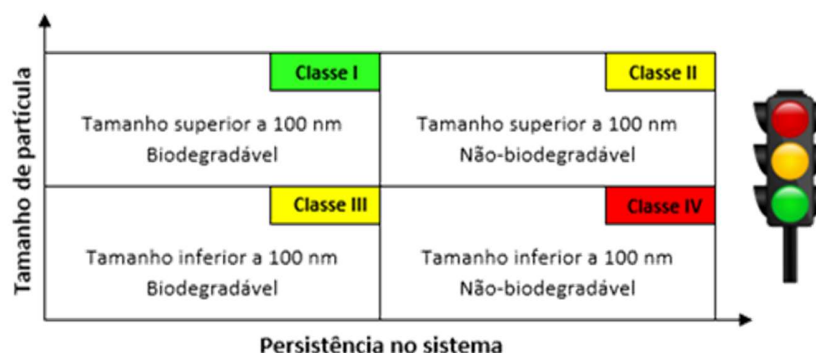 Tamanho de partícula
Classe I
Tamanho superior a 100 nm
Biodegradável
Classe II
Tamanho superior a 100 nm
Não-biodegradável
Classe III
Tamanho inferior a 100 nm
Biodegradável
Classe IV
Tamanho inferior a 100 nm
Não-biodegradável
Persistência no sistema